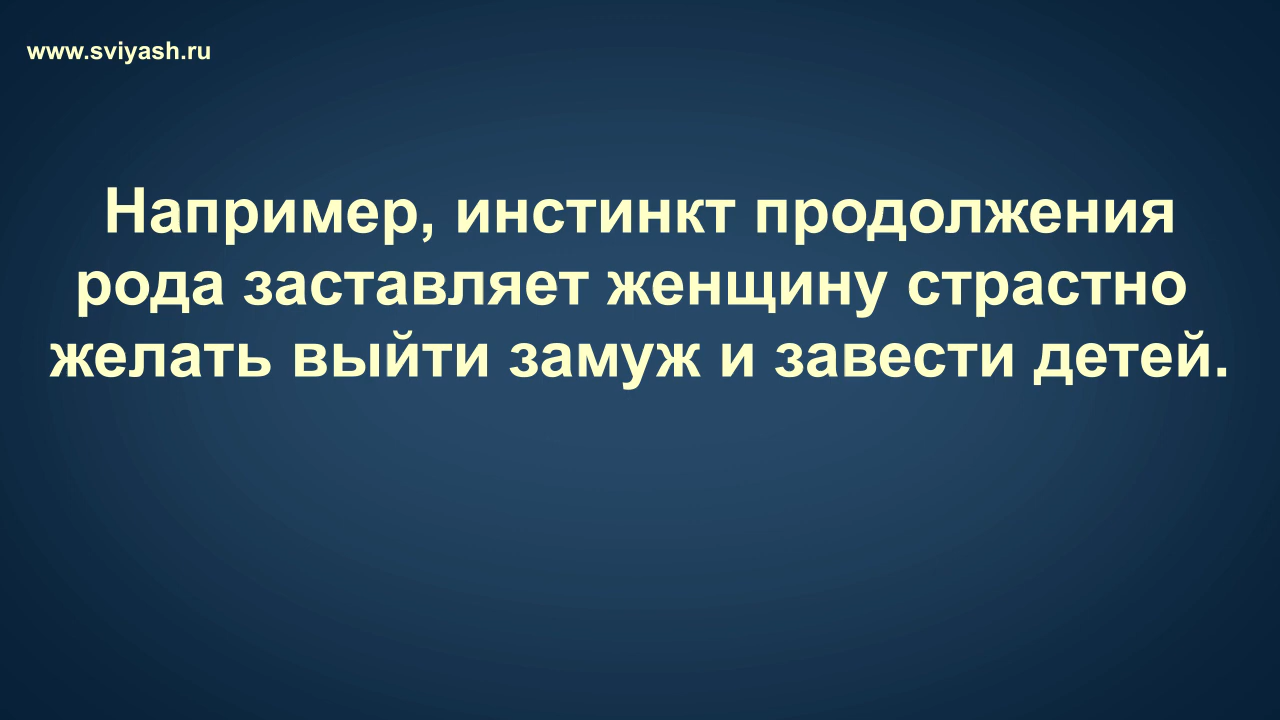 www.sviyash.ru
Например, инстинкт продолжения
рода заставляет женщину страстно
желать выйти замуж и завести детей.